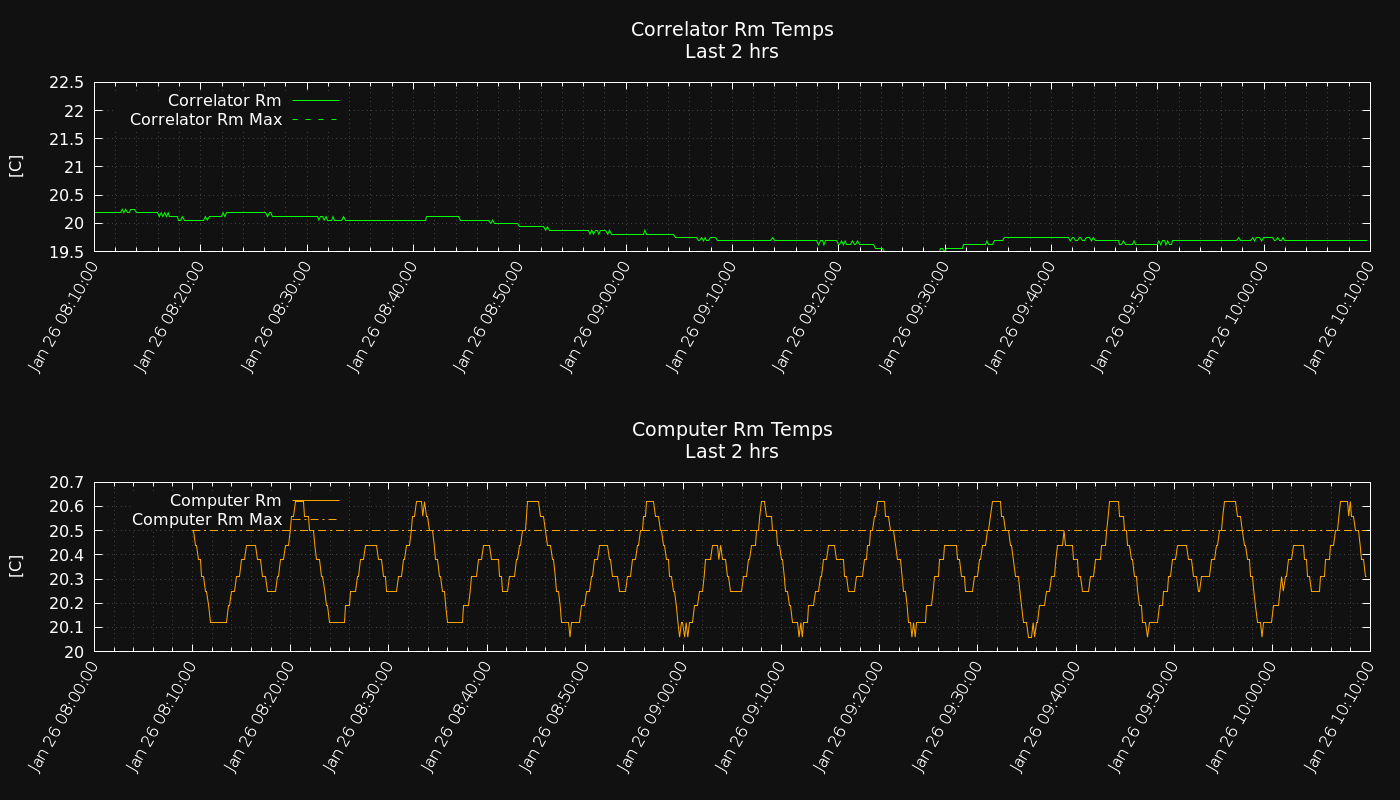 Correlator Rm Temps
Last 2 hrs
22.5
22
21.5
21
20.5
20
19.5
[C]
Correlator Rm
Correlator Rm Max
Jan 26 08:10:00
Jan 26 08:20:00
Jan 26 08:30:00
Jan 26 08:40:00
Jan 26 08:50:00
Jan 26 09:00:00
Jan 26 09:10:00
Jan 26 09:20:00
Jan 26 09:30:00
Jan 26 09:40:00
Jan 26 09:50:00
Jan 26 10:00:00
Jan 26 10:10:00
Computer Rm Temps
Last 2 hrs
20.7
20.6
20.5
20.4
20.3
20.2
20.1
20
[C]
Computer Rm
Computer Rm Max
Jan 26 08:00:00
Jan 26 08:10:00
Jan 26 08:20:00
Jan 26 08:30:00
Jan 26 08:40:00
Jan 26 08:50:00
Jan 26 09:00:00
Jan 26 09:10:00
Jan 26 09:20:00
Jan 26 09:30:00
Jan 26 09:40:00
Jan 26 09:50:00
Jan 26 10:00:00
Jan 26 10:10:00